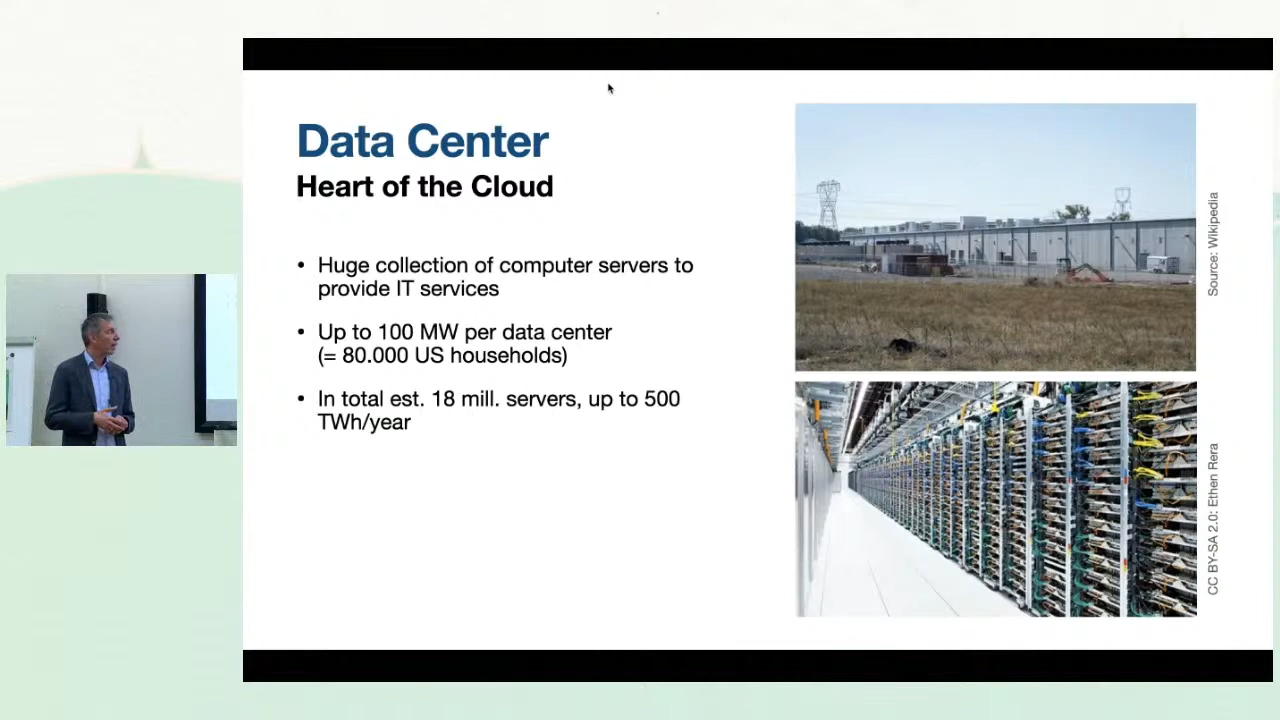 Data Center
Heart of the Cloud
• Huge collection of computer servers to
provide IT services
• Up to 100 MW per data center
(= 80.000 US households)
• In total est. 18 mill. servers, up to 500
TWh/year
Source: Wikipedia
CC BY-SA 2.0: Ethen Rera